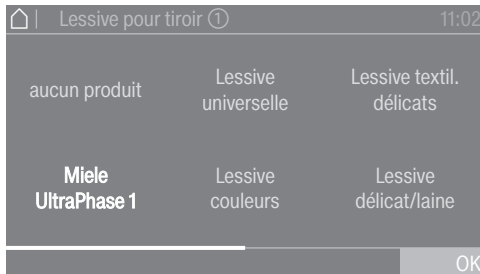 Lessive pour tiroir ① 11:02
aucun produit
Lessive
universelle
Lessive textil.
délicats
Miele
UltraPhase 1
Lessive
couleurs
Lessive
délicat/laine
OK